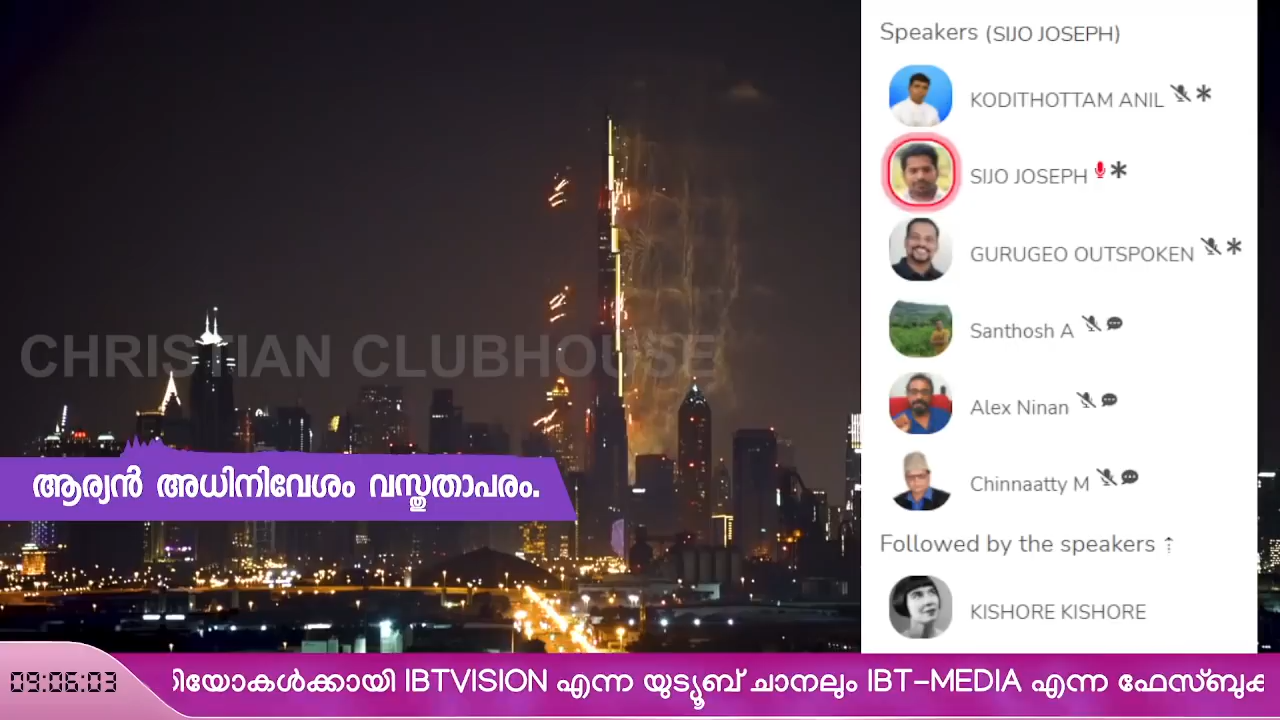 Speakers (SIJO JOSEPH)
KODITHOTTAM ANIL
SIJO JOSEPH
GURUGEO OUTSPOKEN
CHRISTIAN CLUBHOUSE
Santhosh A
Alex Ninan
ആര്യൻ അധിനിവേശം വസ്തുതാപരം.
Chinnaatty M
Followed by the speakers
KISHORE KISHORE
09:06:03
IBTVISION എന്ന യുട്യൂബ് ചാനലും IBT-MEDIA എന്ന